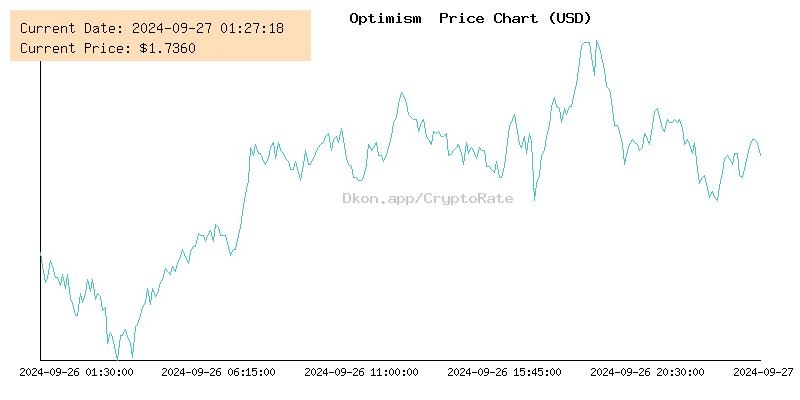 Optimism  Price Chart (USD)
Current Date: 2024-09-27 01:27:18
Current Price: $1.7360
Dkon.app/CryptoRate
2024-09-26 01:30:00 2024-09-26 06:15:00 2024-09-26 11:00:00 2024-09-26 15:45:00 2024-09-26 20:30:00 2024-09-27